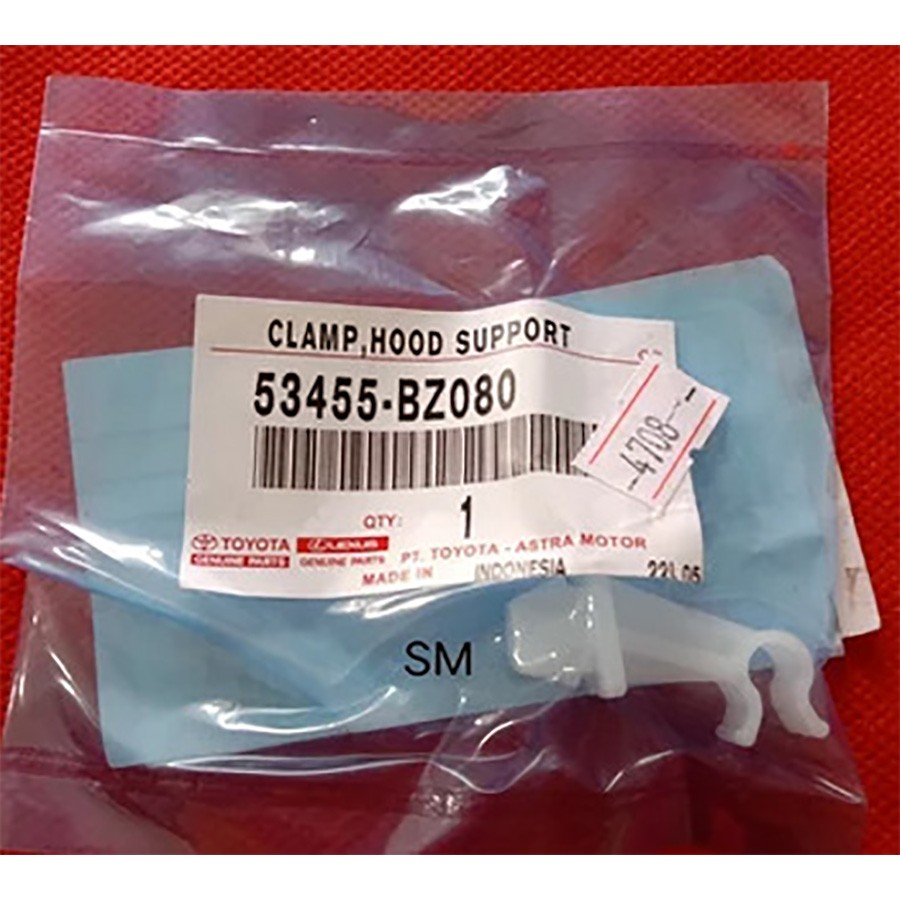 CLAMP,HOOD SUPPORT
53455-BZ080
-4708-
QTY: 1
TOYOTA LEXUS
GENUINE PARTS GENUINE PARTS
PT. TOYOTA - ASTRA MOTOR
MADE IN INDONESIA
SM